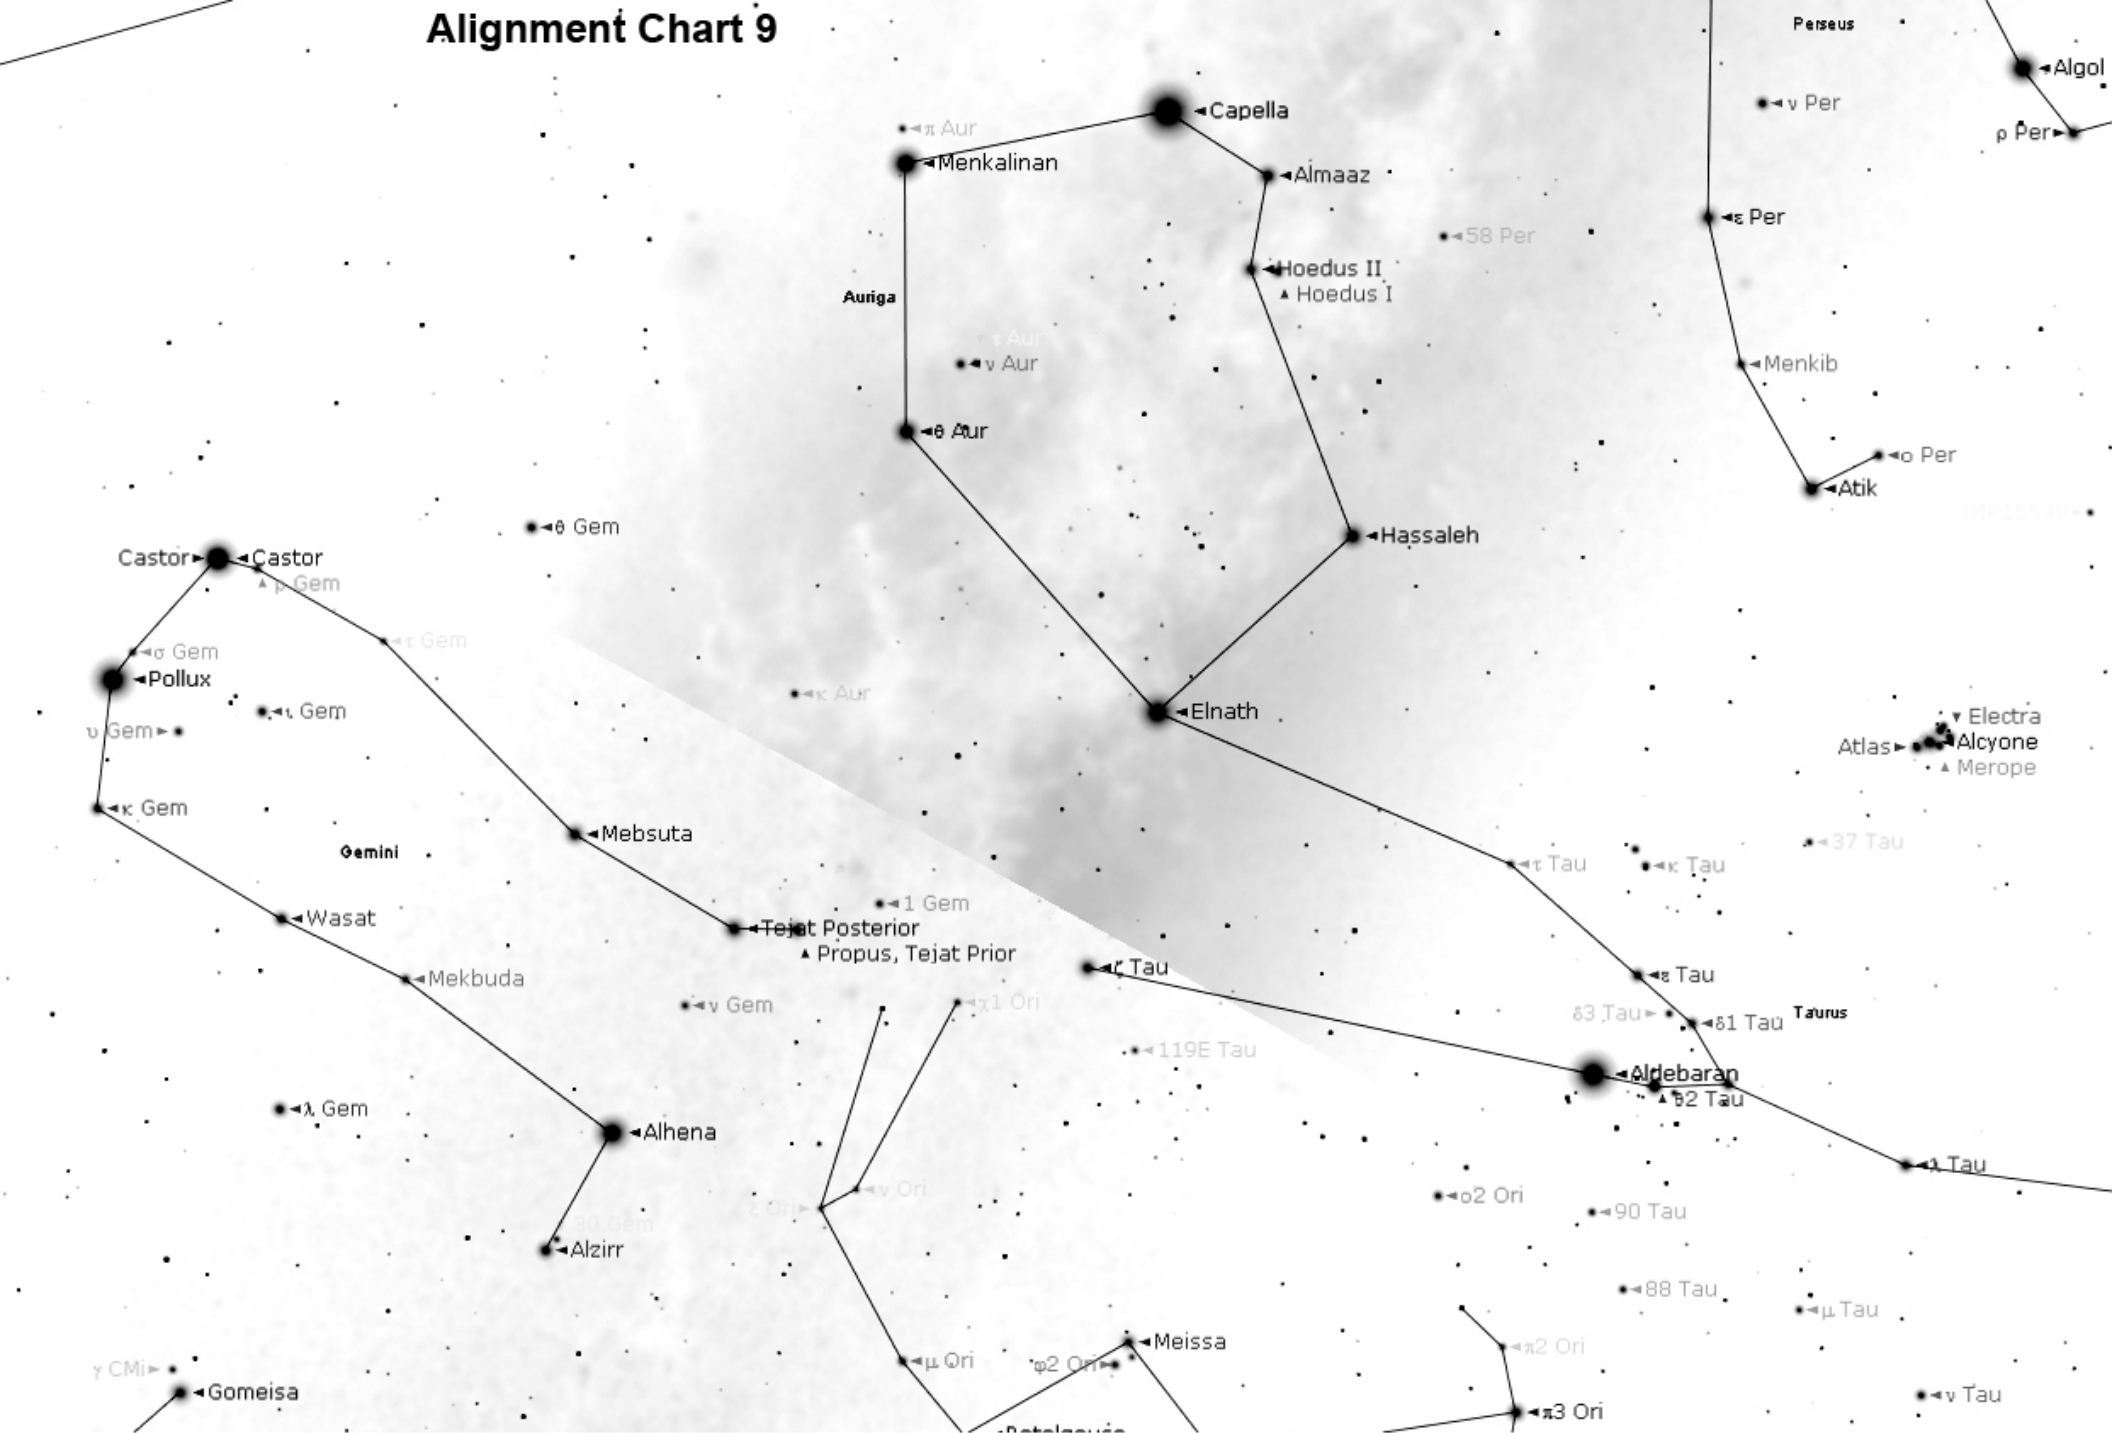 Alignment Chart 9
Perseus
Algol
ν Per
Capella
π Aur
ρ Per
Menkalinan
Almaaz
ε Per
58 Per
Hoedus II
Hoedus I
Auriga
τ Aur
ν Aur
Menkib
θ Aur
ο Per
Atik
θ Gem
Hassaleh
Castor
Castor
ρ Gem
τ Gem
σ Gem
Pollux
κ Aur
ι Gem
Elnath
Electra
υ Gem
Alcyone
Atlas
Merope
κ Gem
Mebsuta
37 Tau
Gemini
τ Tau
κ Tau
1 Gem
Wasat
Tejat Posterior
Propus, Tejat Prior
ζ Tau
ε Tau
Mekbuda
χ1 Ori
ν Gem
δ3 Tau
Taurus
δ1 Tau
119E Tau
Aldebaran
θ2 Tau
λ Gem
Alhena
λ Tau
ν Ori
ο2 Ori
ξ Ori
90 Tau
30 Gem
Alzirr
88 Tau
μ Tau
Meissa
π2 Ori
μ Ori
φ2 Ori
γ CMi
Gomeisa
ν Tau
π3 Ori
Betelgeuse